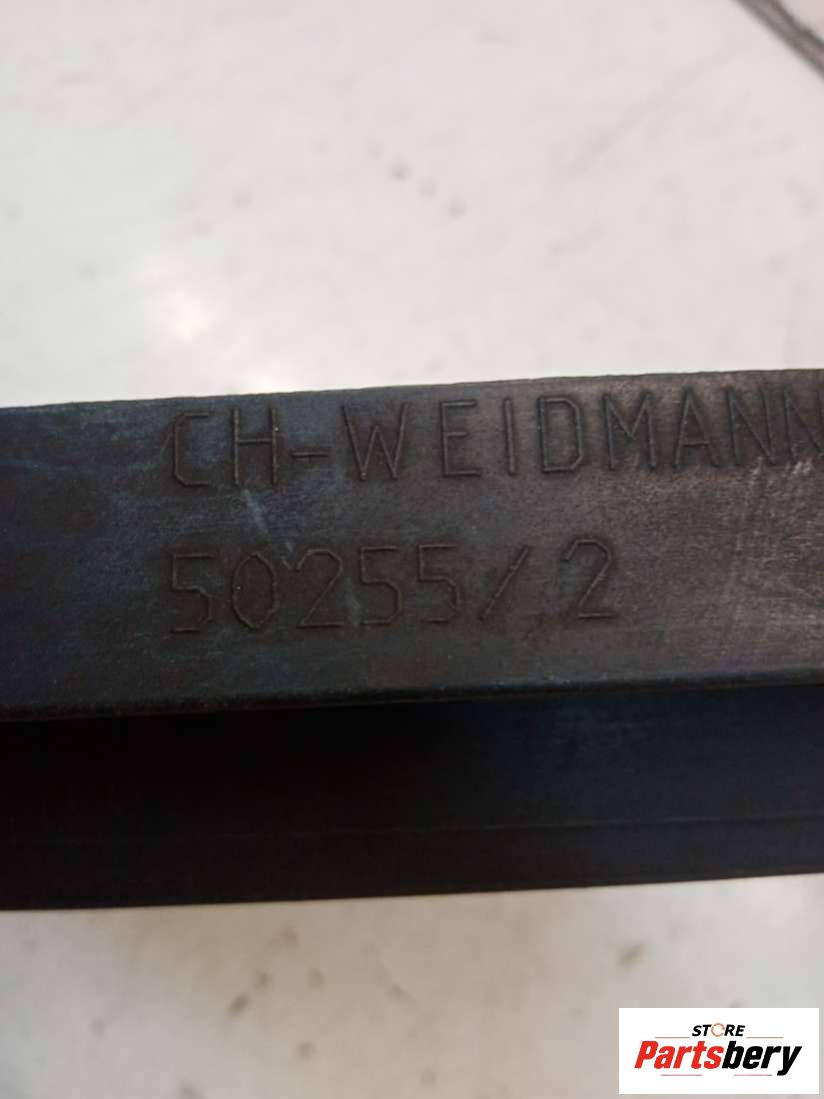 CH-WEIDMANN
50255/2
STORE
Partsbery